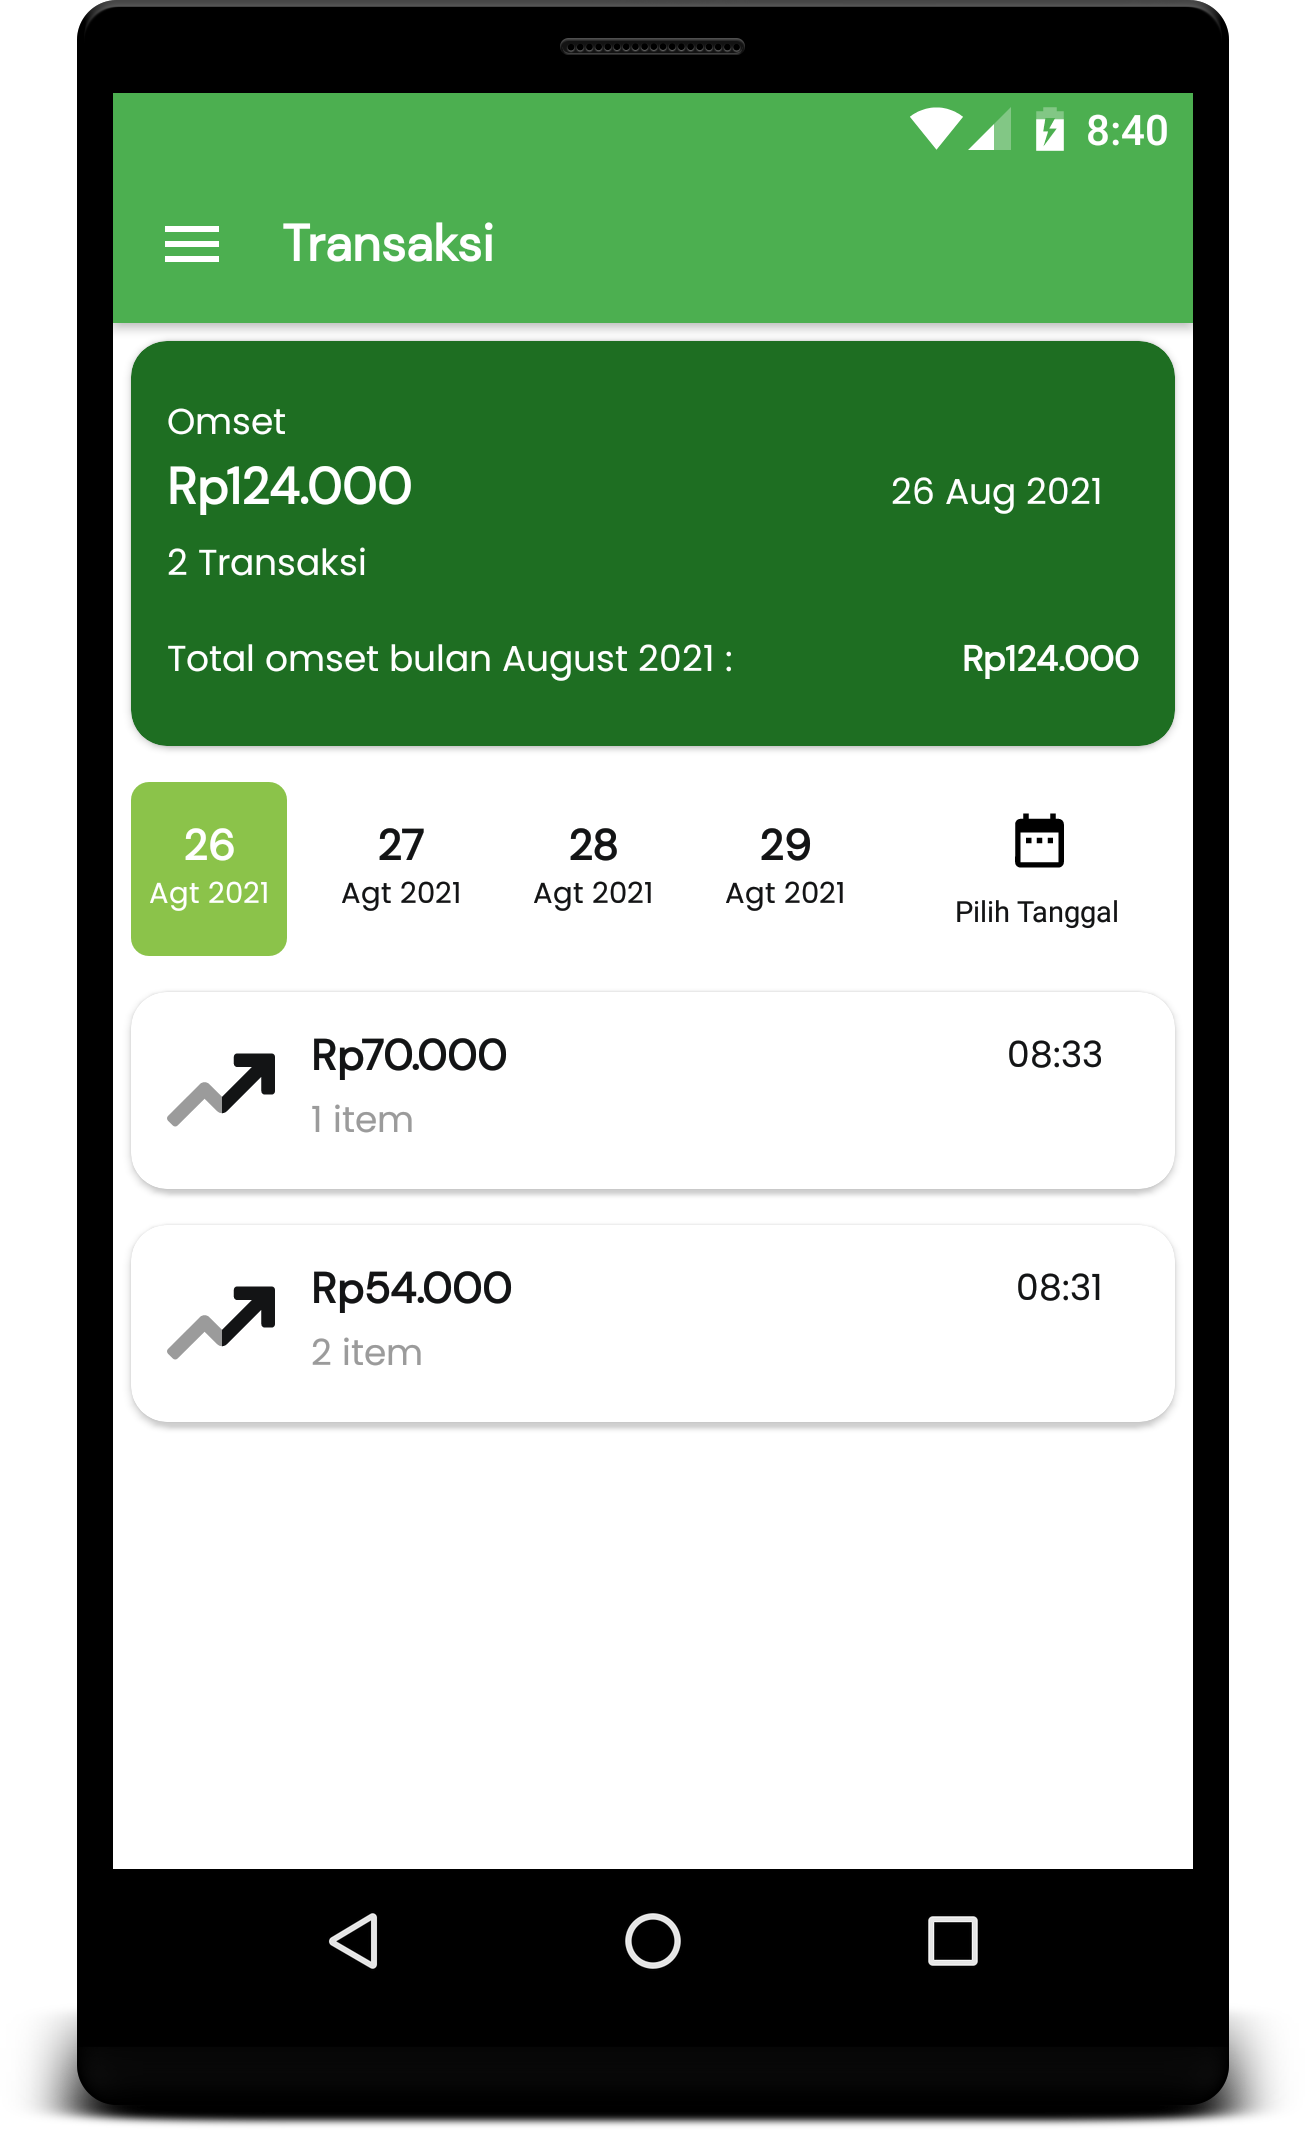 8:40
Transaksi
Omset
Rp124.000
26 Aug 2021
2 Transaksi
Total omset bulan August 2021 :
Rp124.000
26
Agt 2021
27
Agt 2021
28
Agt 2021
29
Agt 2021
Pilih Tanggal
Rp70.000
08:33
1 item
Rp54.000
08:31
2 item